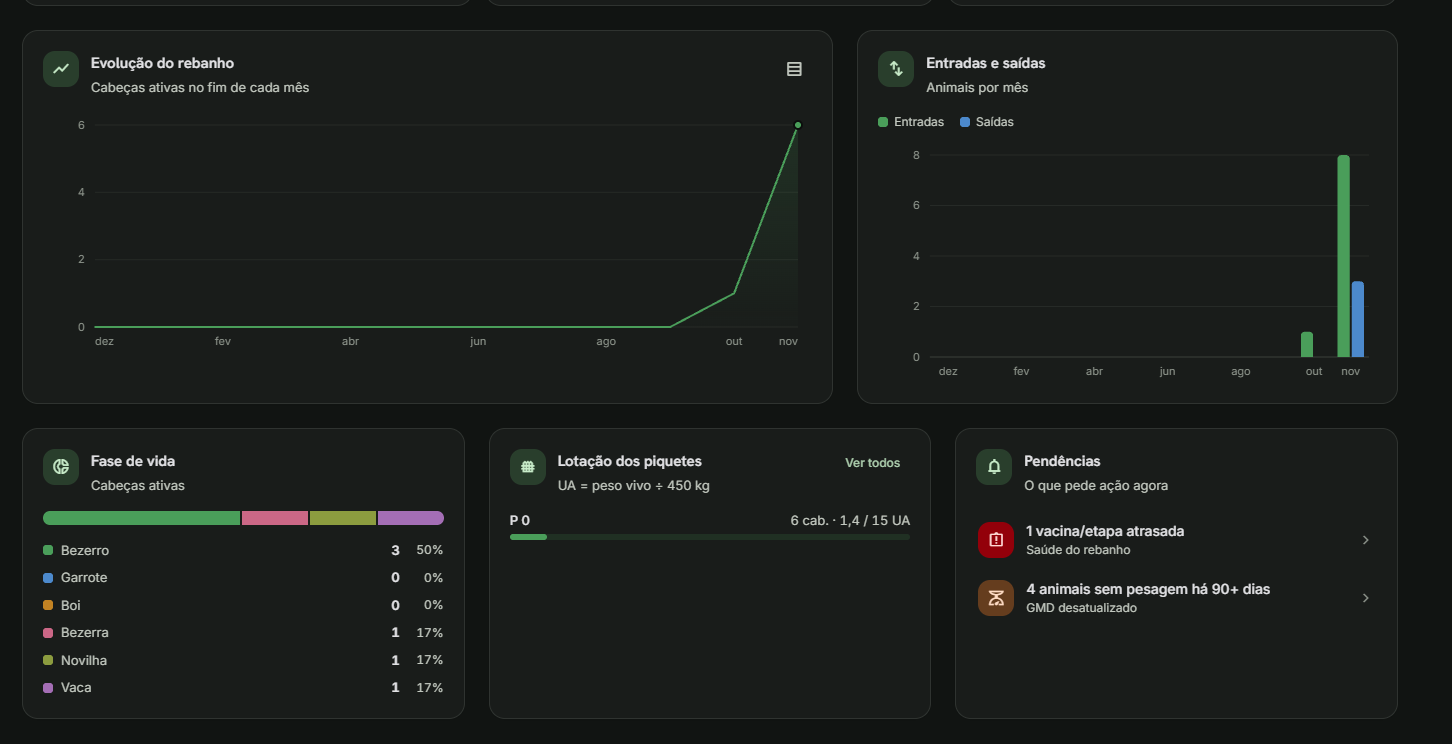 Evolução do rebanho
Cabeças ativas no fim de cada mês
6
4
2
0
dez fev abr jun ago out nov
Entradas e saídas
Animais por mês
Entradas Saídas
8
6
4
2
0
dez fev abr jun ago out nov
Fase de vida
Cabeças ativas
Bezerro 3 50%
Garrote 0 0%
Boi 0 0%
Bezerra 1 17%
Novilha 1 17%
Vaca 1 17%
Lotação dos piquetes Ver todos
UA = peso vivo ÷ 450 kg
P 0 6 cab. · 1,4 / 15 UA
Pendências
O que pede ação agora
1 vacina/etapa atrasada
Saúde do rebanho
4 animais sem pesagem há 90+ dias
GMD desatualizado